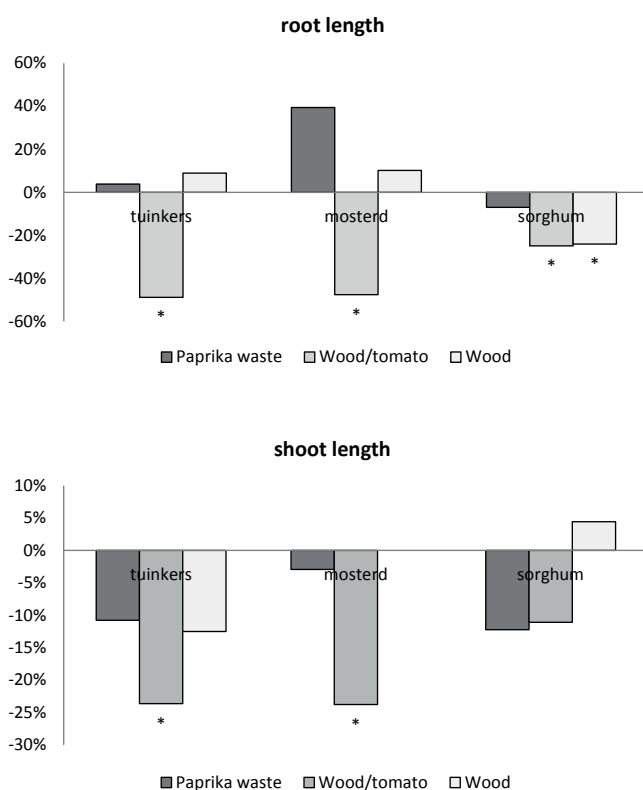 root length
60%
40%
20%
0%
-20%
-40%
-60%
tuinkers mosterd sorghum
* * * *
Paprika waste Wood/tomato Wood
shoot length
10%
5%
0%
-5%
-10%
-15%
-20%
-25%
-30%
tuinkers mosterd sorghum
* *
Paprika waste Wood/tomato Wood